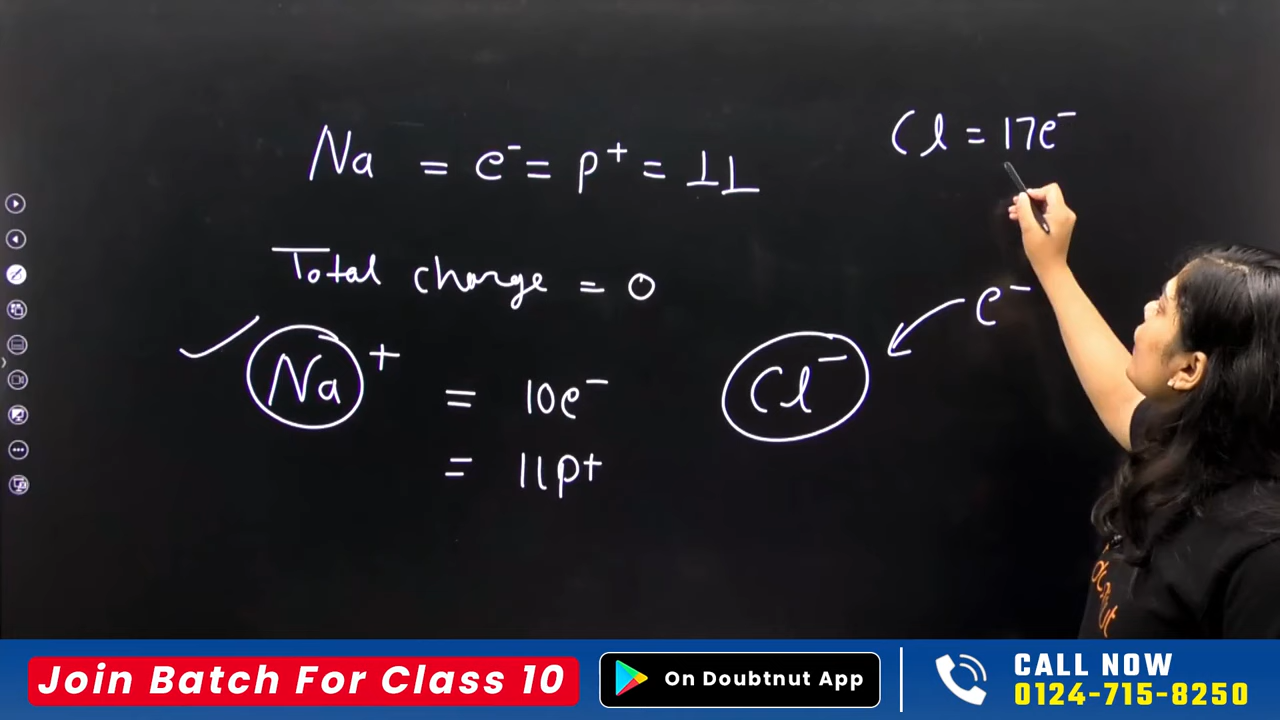 Na = e⁻ = p⁺ = 11
Cl = 17e⁻
Total charge = 0
e⁻
Na⁺ = 10e⁻
Cl⁻
= 11p+
Join Batch For Class 10
On Doubtnut App
CALL NOW
0124-715-8250